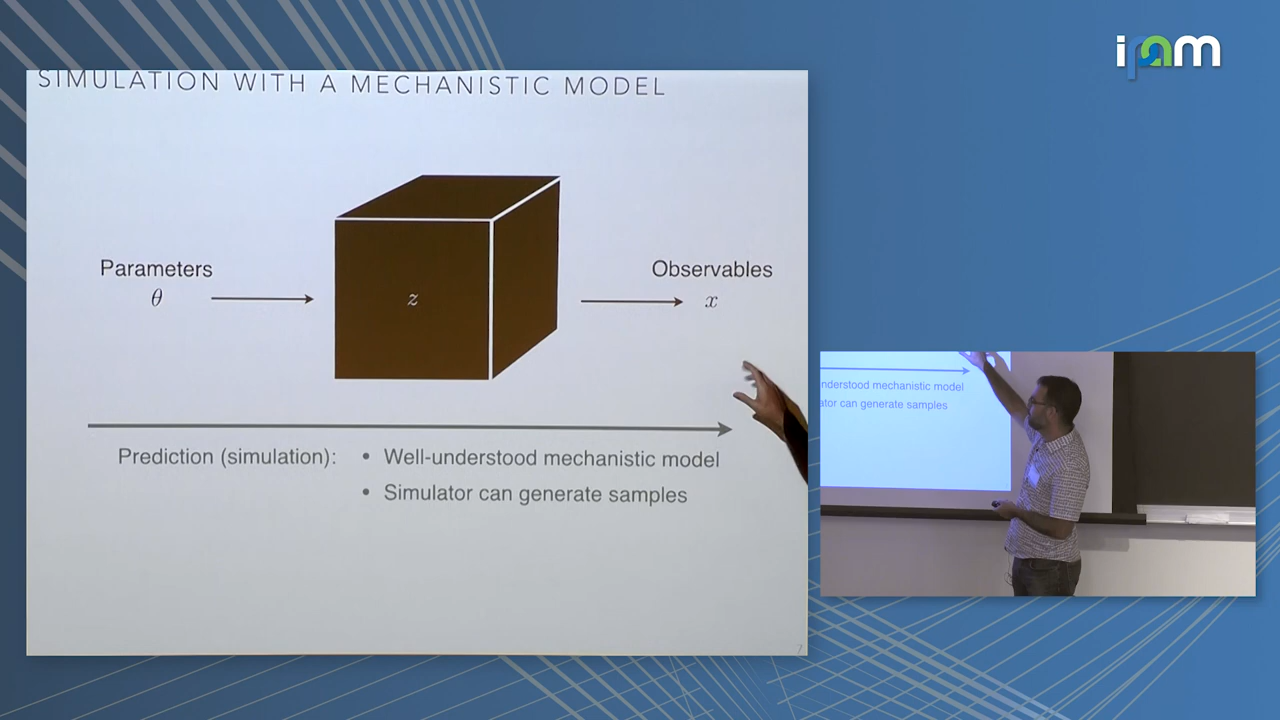 ipam
SIMULATION WITH A MECHANISTIC MODEL
Parameters
θ
z
Observables
x
Prediction (simulation):
• Well-understood mechanistic model
• Simulator can generate samples
7
nderstood mechanistic model
ator can generate samples